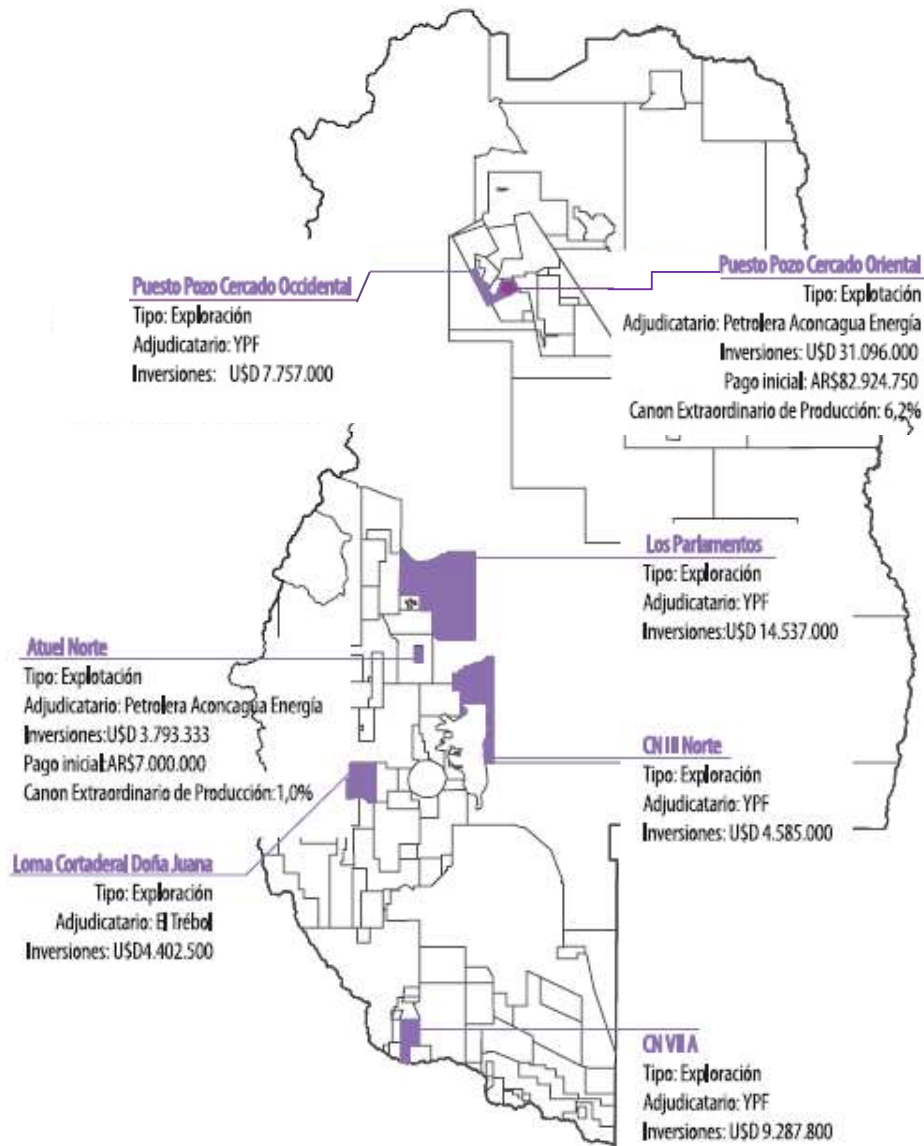 Puesto Pozo Cercado Occidental
Tipo: Exploración
Adjudicatario: YPF
Inversiones: U$D 7.757.000
Puesto Pozo Cercado Oriental
Tipo: Explotación
Adjudicatario: Petrolera Aconcagua Energía
Inversiones: U$D 31.096.000
Pago inicial: AR$82.924.750
Canon Extraordinario de Producción: 6,2%
Los Parlamentos
Tipo: Exploración
Adjudicatario: YPF
Inversiones:U$D 14.537.000
Atuel Norte
Tipo: Explotación
Adjudicatario: Petrolera Aconcagua Energía
Inversiones:U$D 3.793.333
Pago inicial:AR$7.000.000
Canon Extraordinario de Producción:1,0%
CN III Norte
Tipo: Exploración
Adjudicatario: YPF
Inversiones: U$D 4.585.000
Loma Cortaderal Doña Juana
Tipo: Exploración
Adjudicatario: El Trébol
Inversiones: U$D4.402.500
CN VII A
Tipo: Exploración
Adjudicatario: YPF
Inversiones: U$D 9.287.800